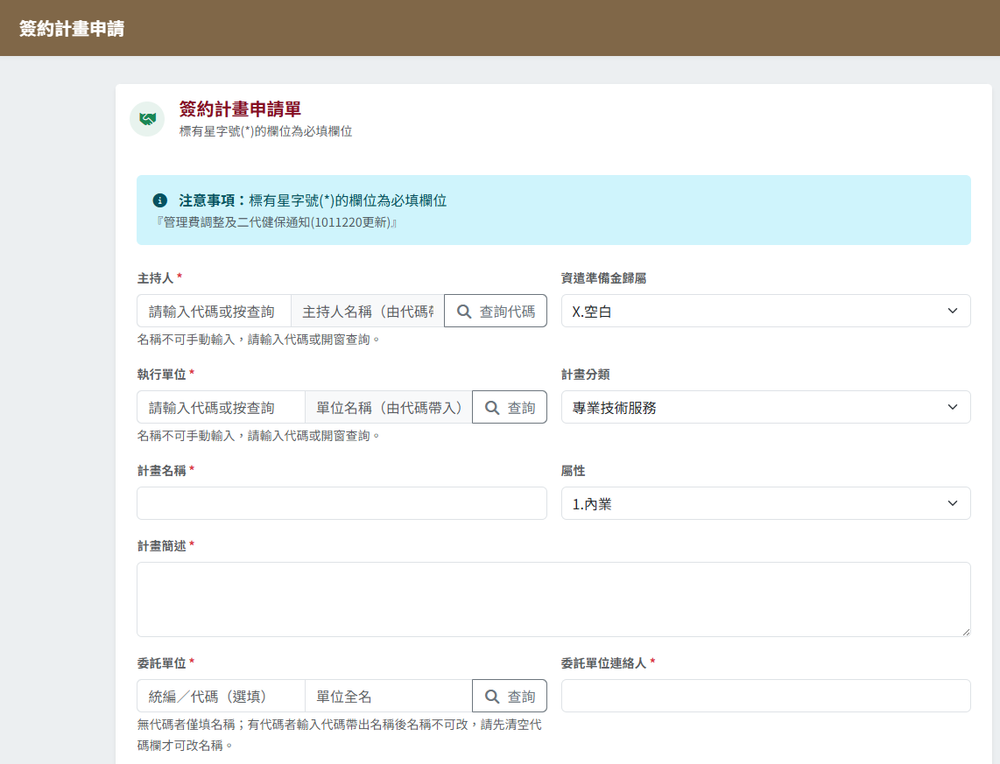 簽約計畫申請
簽約計畫申請單
標有星字號(*)的欄位為必填欄位
注意事項：標有星字號(*)的欄位為必填欄位
『管理費調整及二代健保通知(1011220更新)』
主持人 *
資遣準備金歸屬
請輸入代碼或按查詢 主持人名稱（由代碼帶 查詢代碼
X.空白
名稱不可手動輸入，請輸入代碼或開窗查詢。
執行單位 *
計畫分類
請輸入代碼或按查詢 單位名稱（由代碼帶入） 查詢
專業技術服務
名稱不可手動輸入，請輸入代碼或開窗查詢。
計畫名稱 *
屬性
1.內業
計畫簡述 *
委託單位 *
委託單位連絡人 *
統編／代碼（選填） 單位全名 查詢
無代碼者僅填名稱；有代碼者輸入代碼帶出名稱後名稱不可改，請先清空代
碼欄才可改名稱。